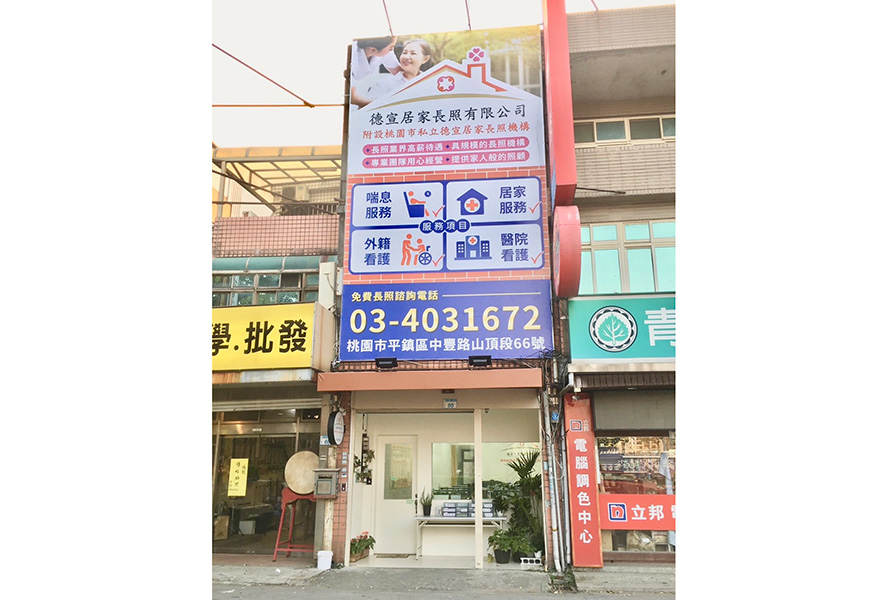 德宣居家長照有限公司
附設桃園市私立德宣居家長照機構
長照業界高薪待遇 具規模的長照機構
專業團隊用心經營 提供家人般的照顧
喘息服務
居家服務
服務項目
外籍看護
醫院看護
免費長照諮詢電話
03-4031672
桃園市平鎮區中豐路山頂段66號
學.批發
青
電腦調色中心
立邦